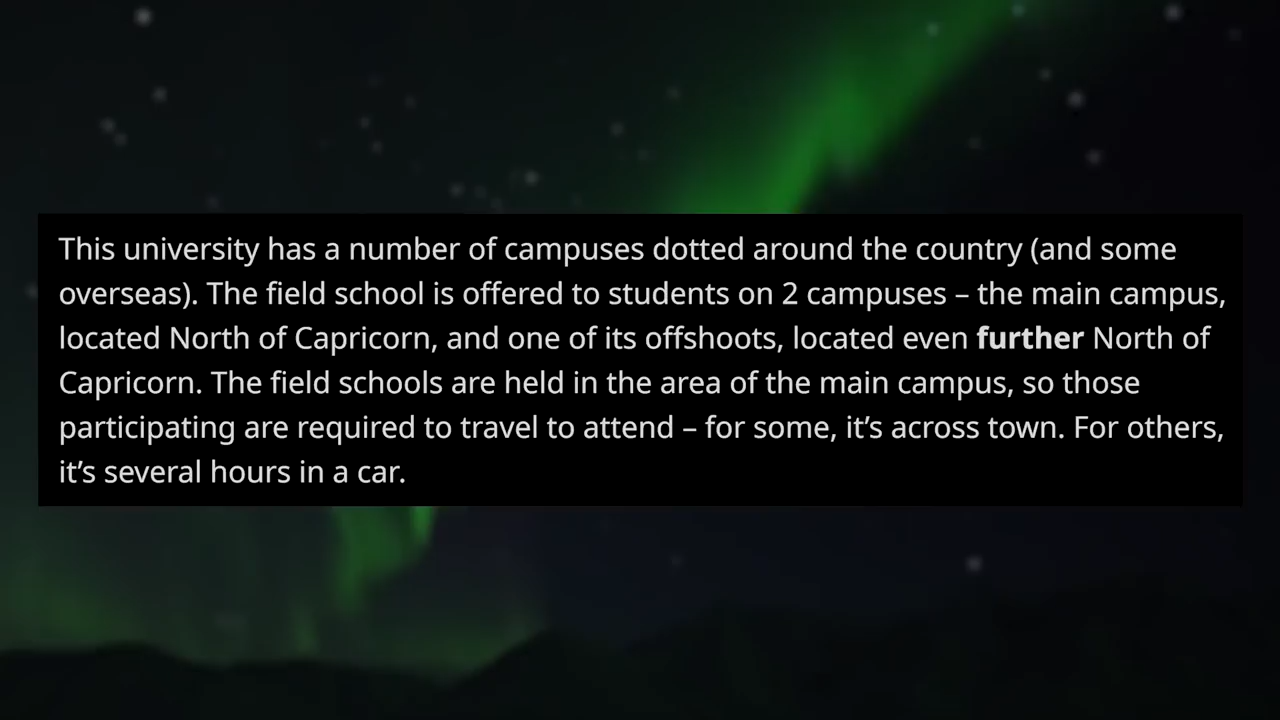 This university has a number of campuses dotted around the country (and some
overseas). The field school is offered to students on 2 campuses – the main campus,
located North of Capricorn, and one of its offshoots, located even further North of
Capricorn. The field schools are held in the area of the main campus, so those
participating are required to travel to attend – for some, it’s across town. For others,
it’s several hours in a car.